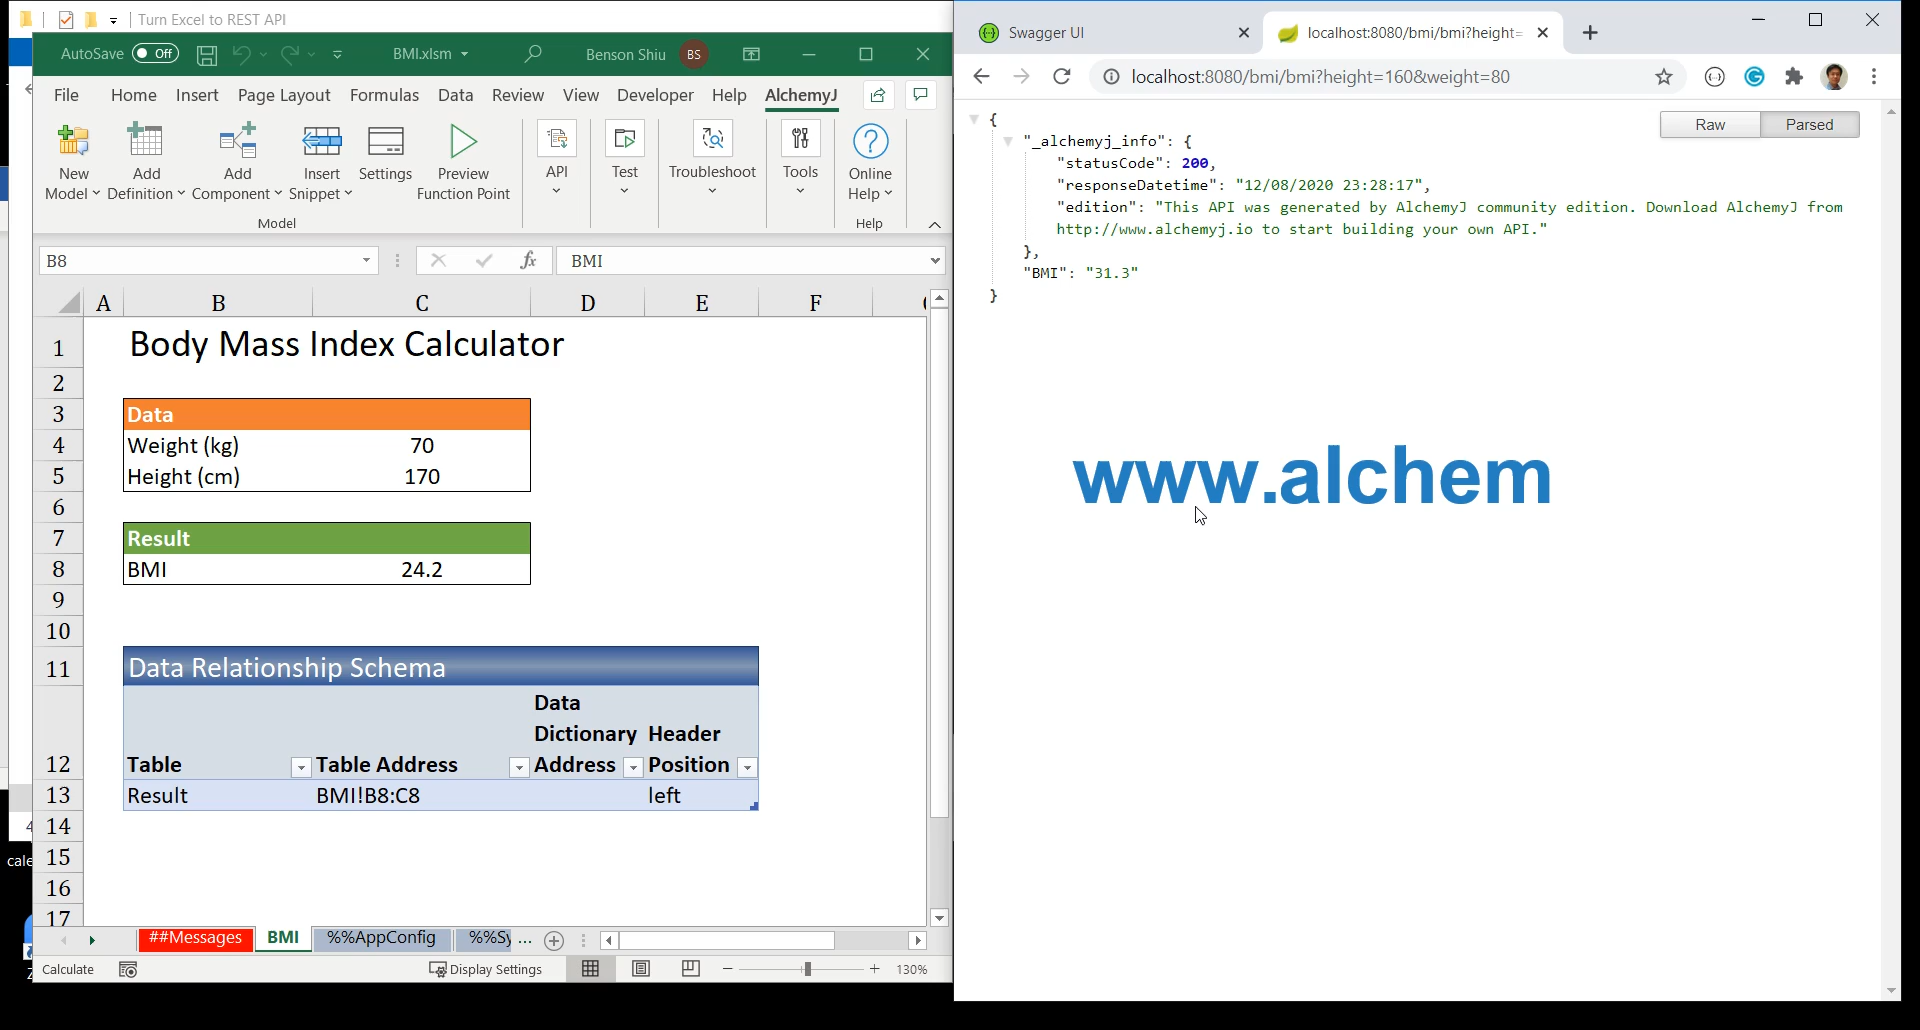 Turn Excel to REST API
AutoSave Off BMI.xlsm Benson Shiu BS
File Home Insert Page Layout Formulas Data Review View Developer Help AlchemyJ
New Model
Add Definition
Add Component
Insert Snippet
Settings
Preview Function Point
API
Test
Troubleshoot
Tools
Online Help
Model
Help
B8 fx BMI
A B C D E F
1 Body Mass Index Calculator
2
3 Data
4 Weight (kg) 70
5 Height (cm) 170
6
7 Result
8 BMI 24.2
9
10
11 Data Relationship Schema
12 Table Table Address Data Dictionary Address Header Position
13 Result BMI!B8:C8 left
14
15
16
17
##Messages BMI %%AppConfig %%Sy ...
Calculate Display Settings 130%
cale
Swagger UI
localhost:8080/bmi/bmi?height=
localhost:8080/bmi/bmi?height=160&weight=80
Raw Parsed
{
"_alchemyj_info": {
"statusCode": 200,
"responseDatetime": "12/08/2020 23:28:17",
"edition": "This API was generated by AlchemyJ community edition. Download AlchemyJ from
http://www.alchemyj.io to start building your own API."
},
"BMI": "31.3"
}
www.alchem